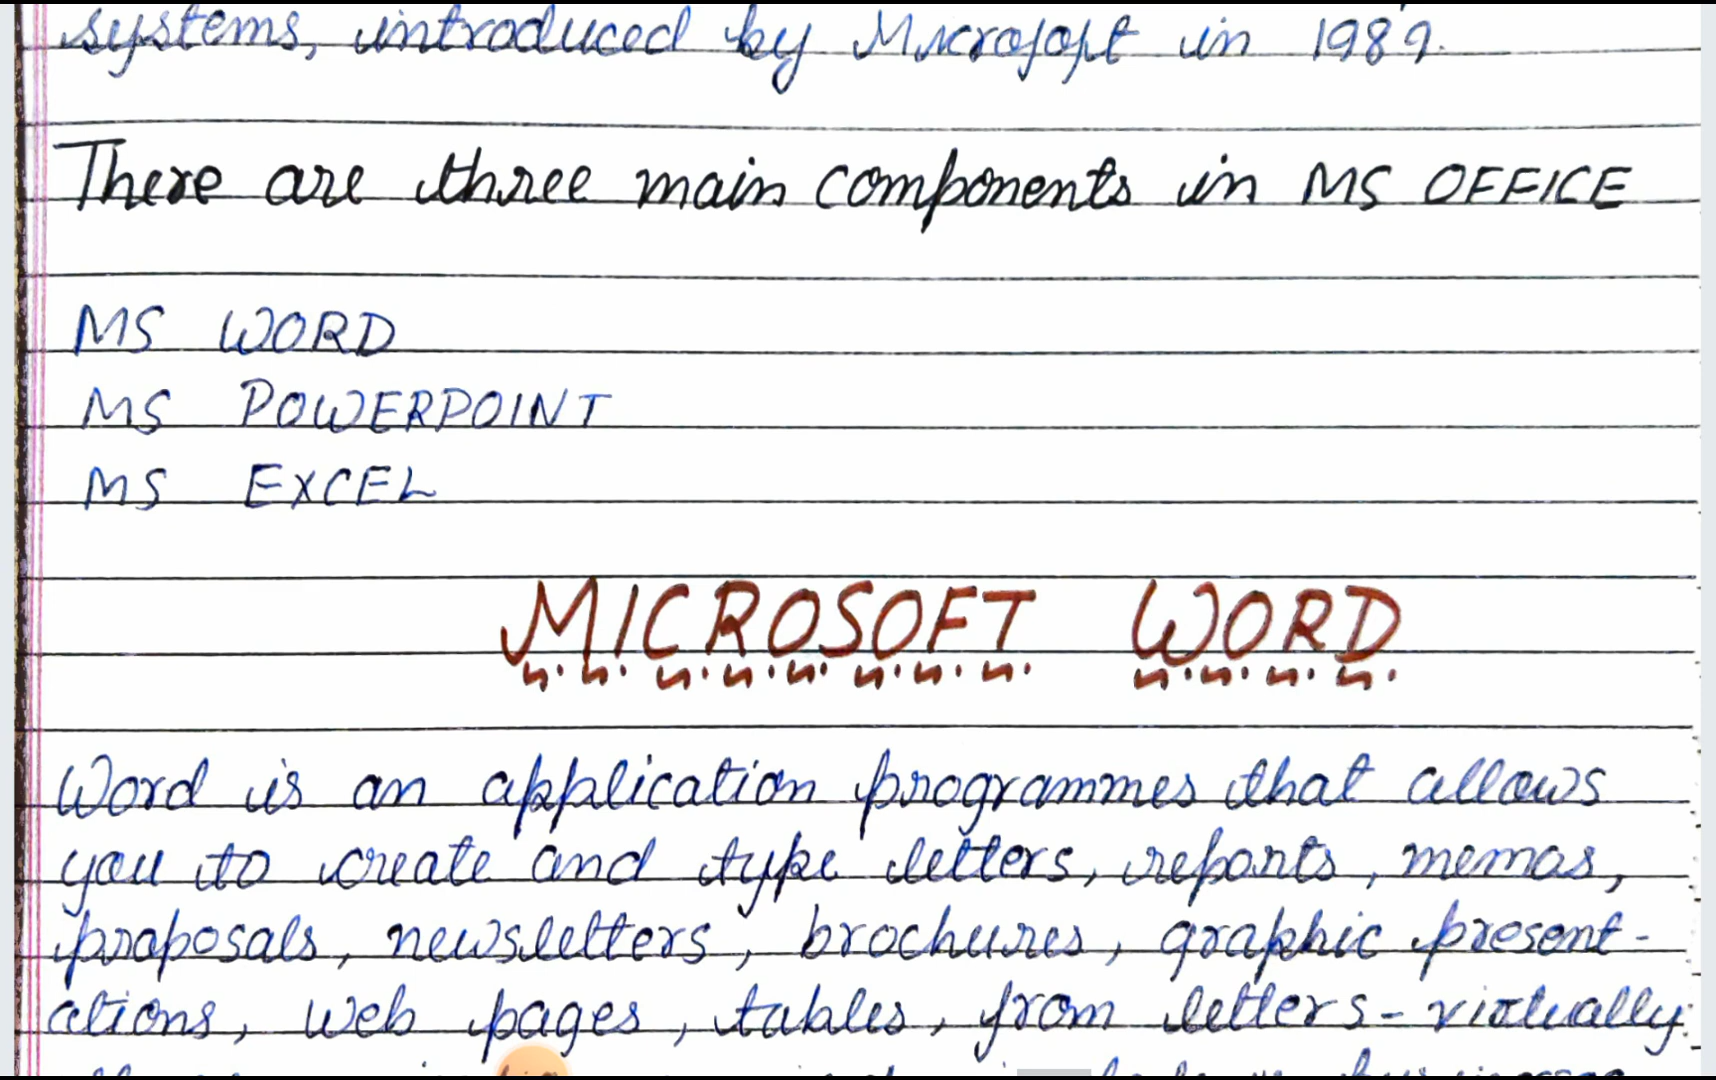 systems, introduced by Microsoft in 1989.
There are three main components in MS OFFICE
MS WORD
MS POWERPOINT
MS EXCEL
MICROSOFT WORD
Word is an application programmes that allows
you to create and type letters, reports, memos,
proposals, newsletters, brochures, graphic present-
ations, web pages, tables, from letters-virtually